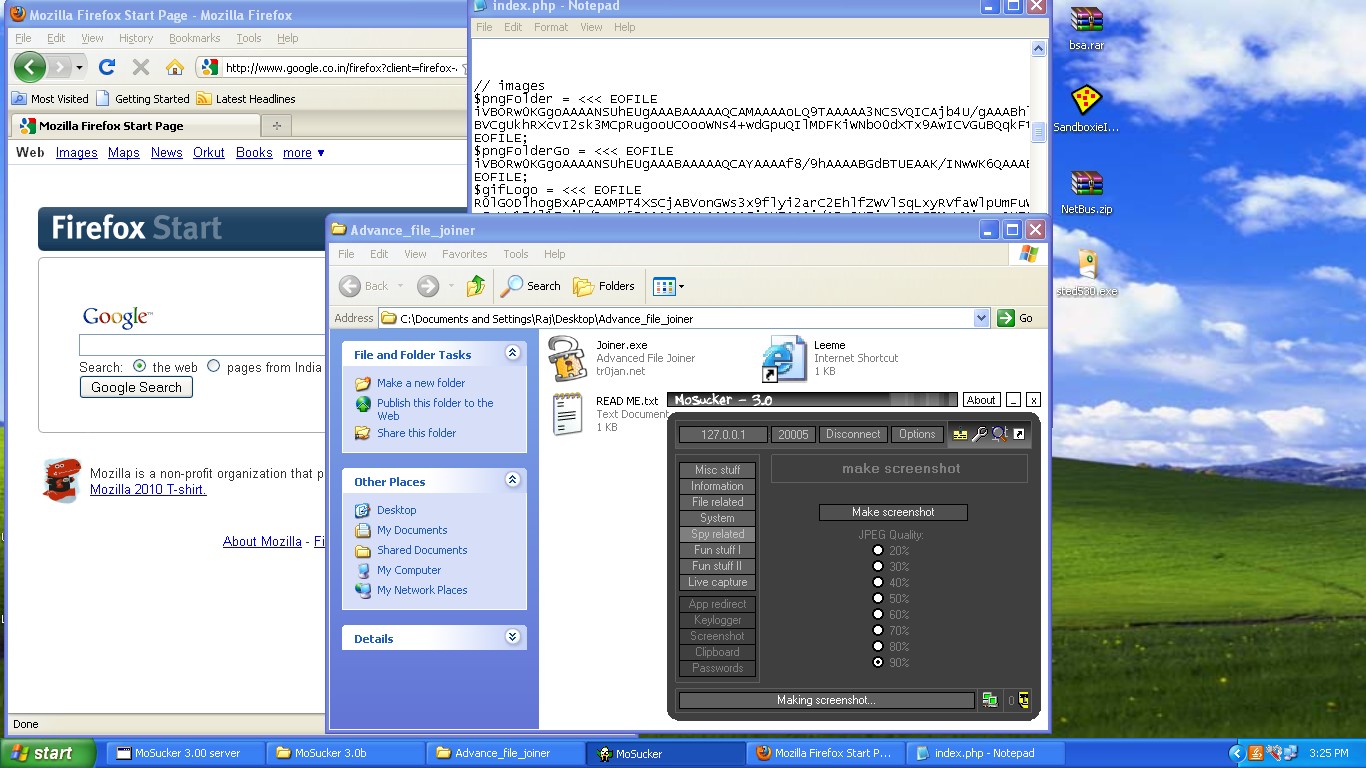 Mozilla Firefox Start Page - Mozilla Firefox
File Edit View History Bookmarks Tools Help
http://www.google.co.in/firefox?client=firefox-
Most Visited Getting Started Latest Headlines
Mozilla Firefox Start Page
Web Images Maps News Orkut Books more ▼
Firefox Start
Google™
Search: the web pages from India
Google Search
Mozilla is a non-profit organization that p
Mozilla 2010 T-shirt.
About Mozilla - Fi
Done
index.php - Notepad
File Edit Format View Help
// images
$pngFolder = <<< EOFILE
EOFILE;
$pngFolderGo = <<< EOFILE
EOFILE;
$gifLogo = <<< EOFILE
Advance_file_joiner
File Edit View Favorites Tools Help
Back Search Folders
Address C:\Documents and Settings\Raj\Desktop\Advance_file_joiner Go
File and Folder Tasks
Make a new folder
Publish this folder to the
Web
Share this folder
Other Places
Desktop
My Documents
Shared Documents
My Computer
My Network Places
Details
Joiner.exe
Advanced File Joiner
tr0jan.net
Leeme
Internet Shortcut
1 KB
READ ME.txt
Text Document
1 KB
MoSucker - 3.0
About _ x
127.0.0.1 20005 Disconnect Options
Misc stuff
Information
File related
System
Spy related
Fun stuff I
Fun stuff II
Live capture
App redirect
Keylogger
Screenshot
Clipboard
Passwords
make screenshot
Make screenshot
JPEG Quality:
20%
30%
40%
50%
60%
70%
80%
90%
Making screenshot...
0
bsa.rar
SandboxieI...
NetBus.zip
sted530.exe
start
MoSucker 3.00 server
MoSucker 3.0b
Advance_file_joiner
MoSucker
Mozilla Firefox Start P...
index.php - Notepad
3:25 PM